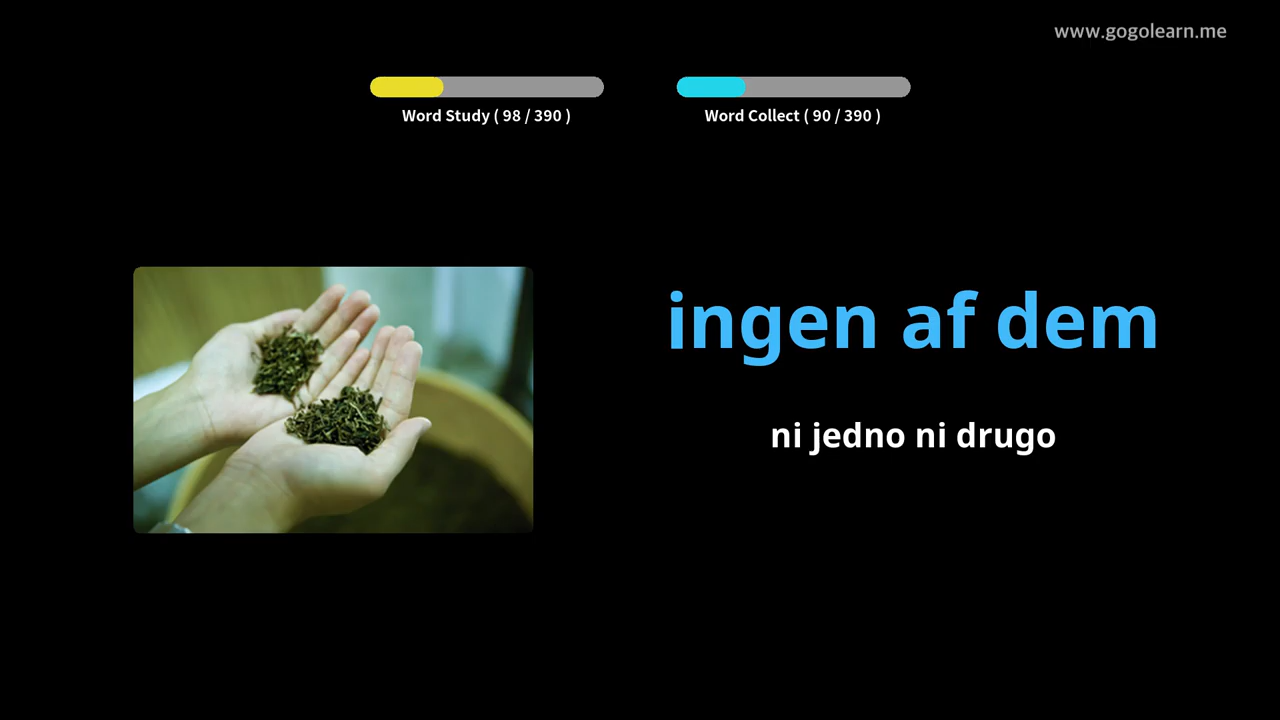 www.gogolearn.me
Word Study ( 98 / 390 )
Word Collect ( 90 / 390 )
ingen af dem
ni jedno ni drugo